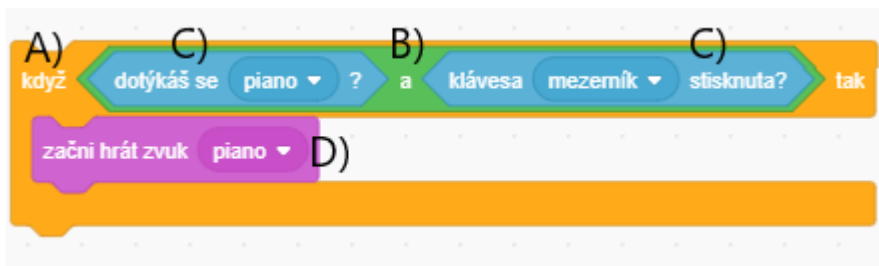 A) C) B) C)
když dotýkáš se piano ? a klávesa mezerník stisknuta? tak
začni hrát zvuk piano D)